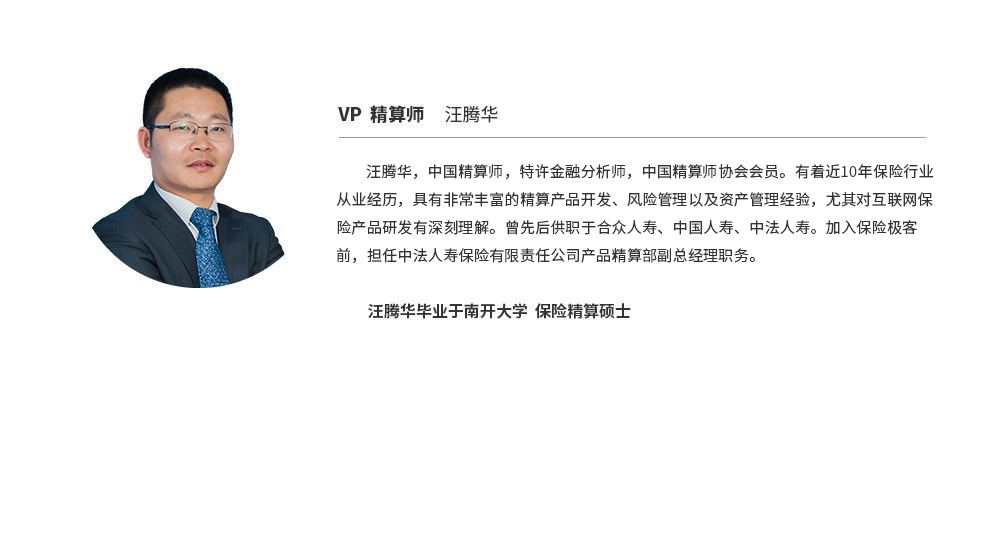 VP 精算师 汪腾华
汪腾华，中国精算师，特许金融分析师，中国精算师协会会员。有着近10年保险行业
从业经历，具有非常丰富的精算产品开发、风险管理以及资产管理经验，尤其对互联网保
险产品研发有深刻理解。曾先后供职于合众人寿、中国人寿、中法人寿。加入保险极客
前，担任中法人寿保险有限责任公司产品精算部副总经理职务。
汪腾华毕业于南开大学 保险精算硕士